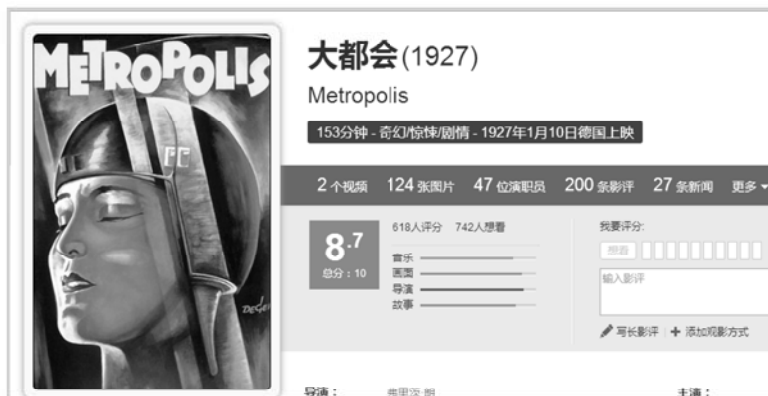 METROPOLIS
DEGEN
大都会(1927)
Metropolis
153分钟 - 奇幻/惊悚/剧情 - 1927年1月10日德国上映
2 个视频 124 张图片 47 位演职员 200 条影评 27 条新闻 更多
8.7
总分：10
618人评分 742人想看
音乐
画面
导演
故事
我要评分:
想看
输入影评
写长影评 | + 添加观影方式
导演： 弗里茨·朗 主演：